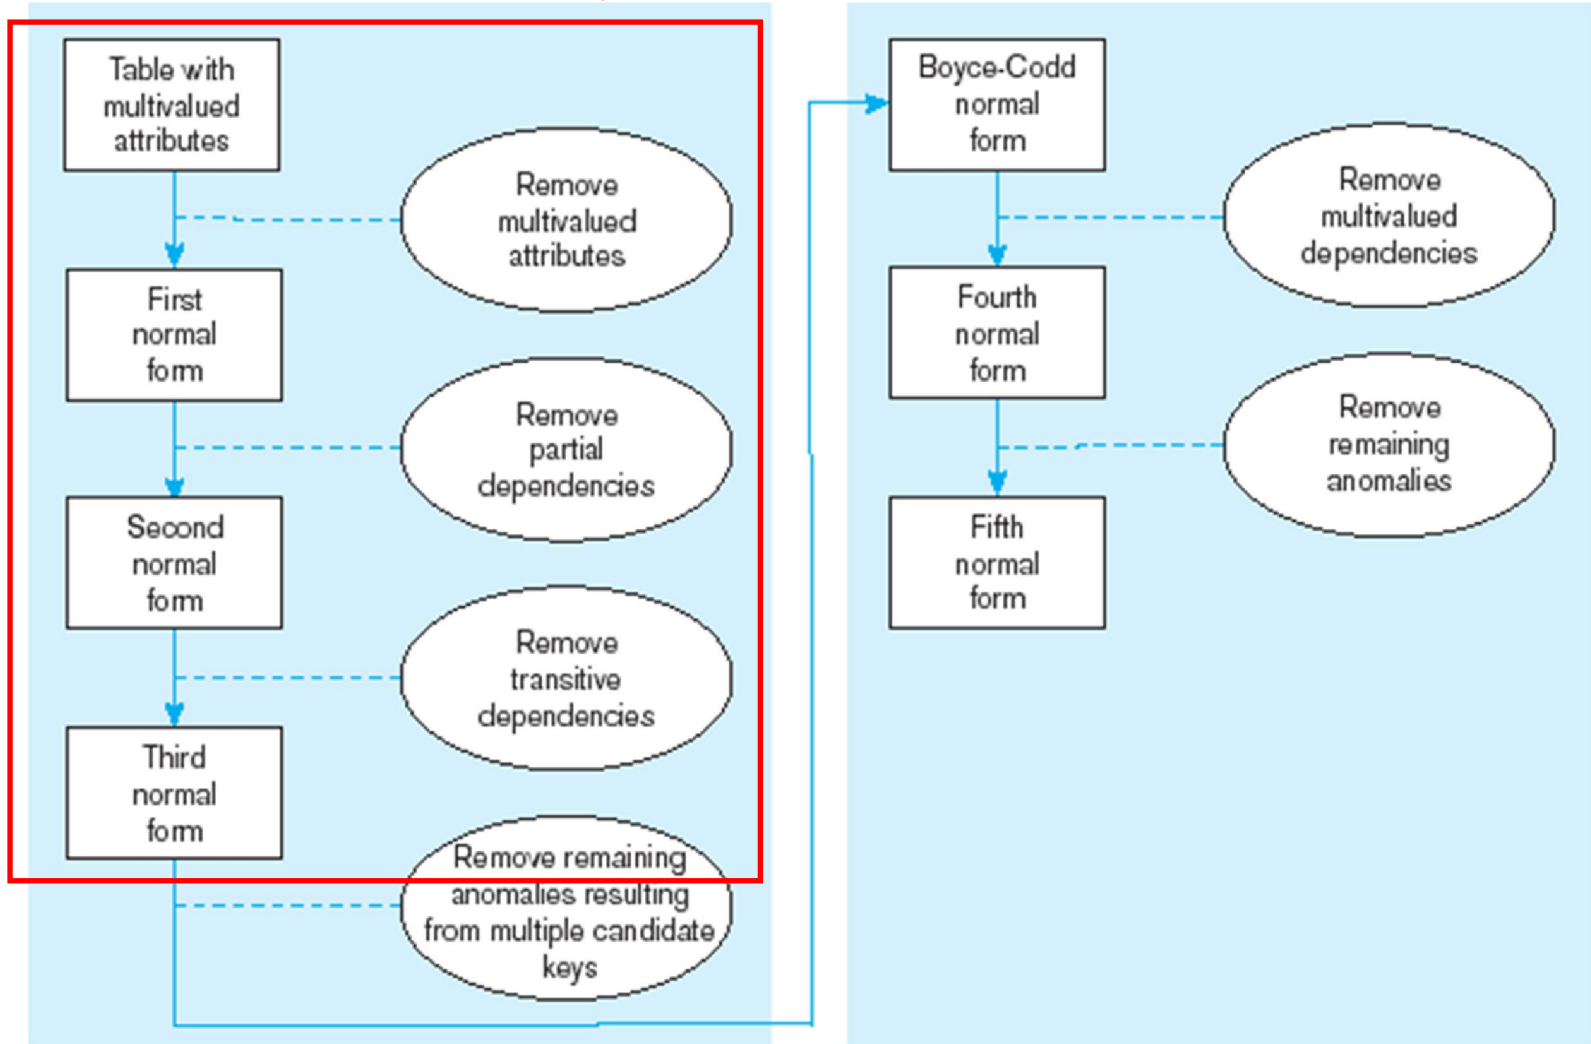 Table with
multivalued
attributes
Remove
multivalued
attributes
First
normal
form
Remove
partial
dependencies
Second
normal
form
Remove
transitive
dependencies
Third
normal
form
Remove remaining
anomalies resulting
from multiple candidate
keys
Boyce-Codd
normal
form
Remove
multivalued
dependencies
Fourth
normal
form
Remove
remaining
anomalies
Fifth
normal
form